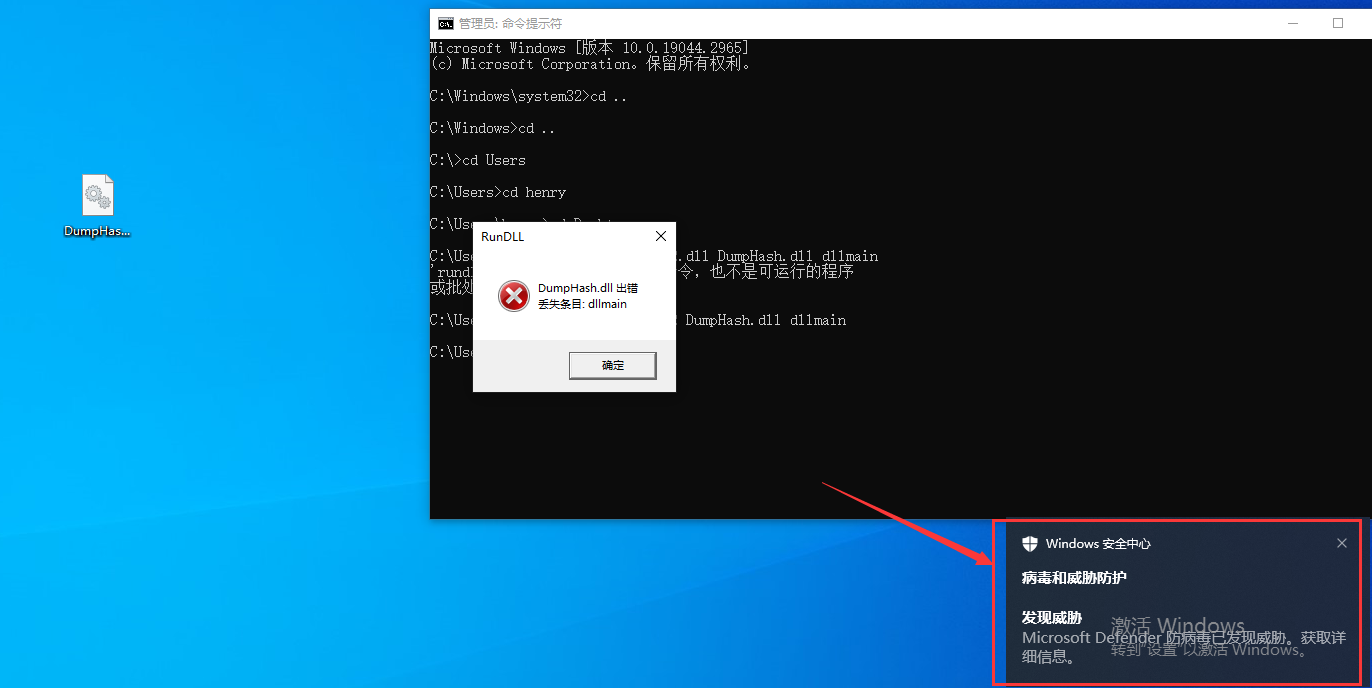 管理员: 命令提示符
Microsoft Windows [版本 10.0.19044.2965]
(c) Microsoft Corporation。保留所有权利。
C:\Windows\system32>cd ..
C:\Windows>cd ..
C:\>cd Users
C:\Users>cd henry
C:\Use
C:\Use .dll DumpHash.dll dllmain
'rund 令，也不是可运行的程序
或批处
C:\Use DumpHash.dll dllmain
C:\Use
DumpHas...
RunDLL
DumpHash.dll 出错
丢失条目: dllmain
确定
Windows 安全中心
病毒和威胁防护
发现威胁
Microsoft Defender 防病毒已发现威胁。获取详
细信息。
激活 Windows
转到"设置"以激活 Windows。